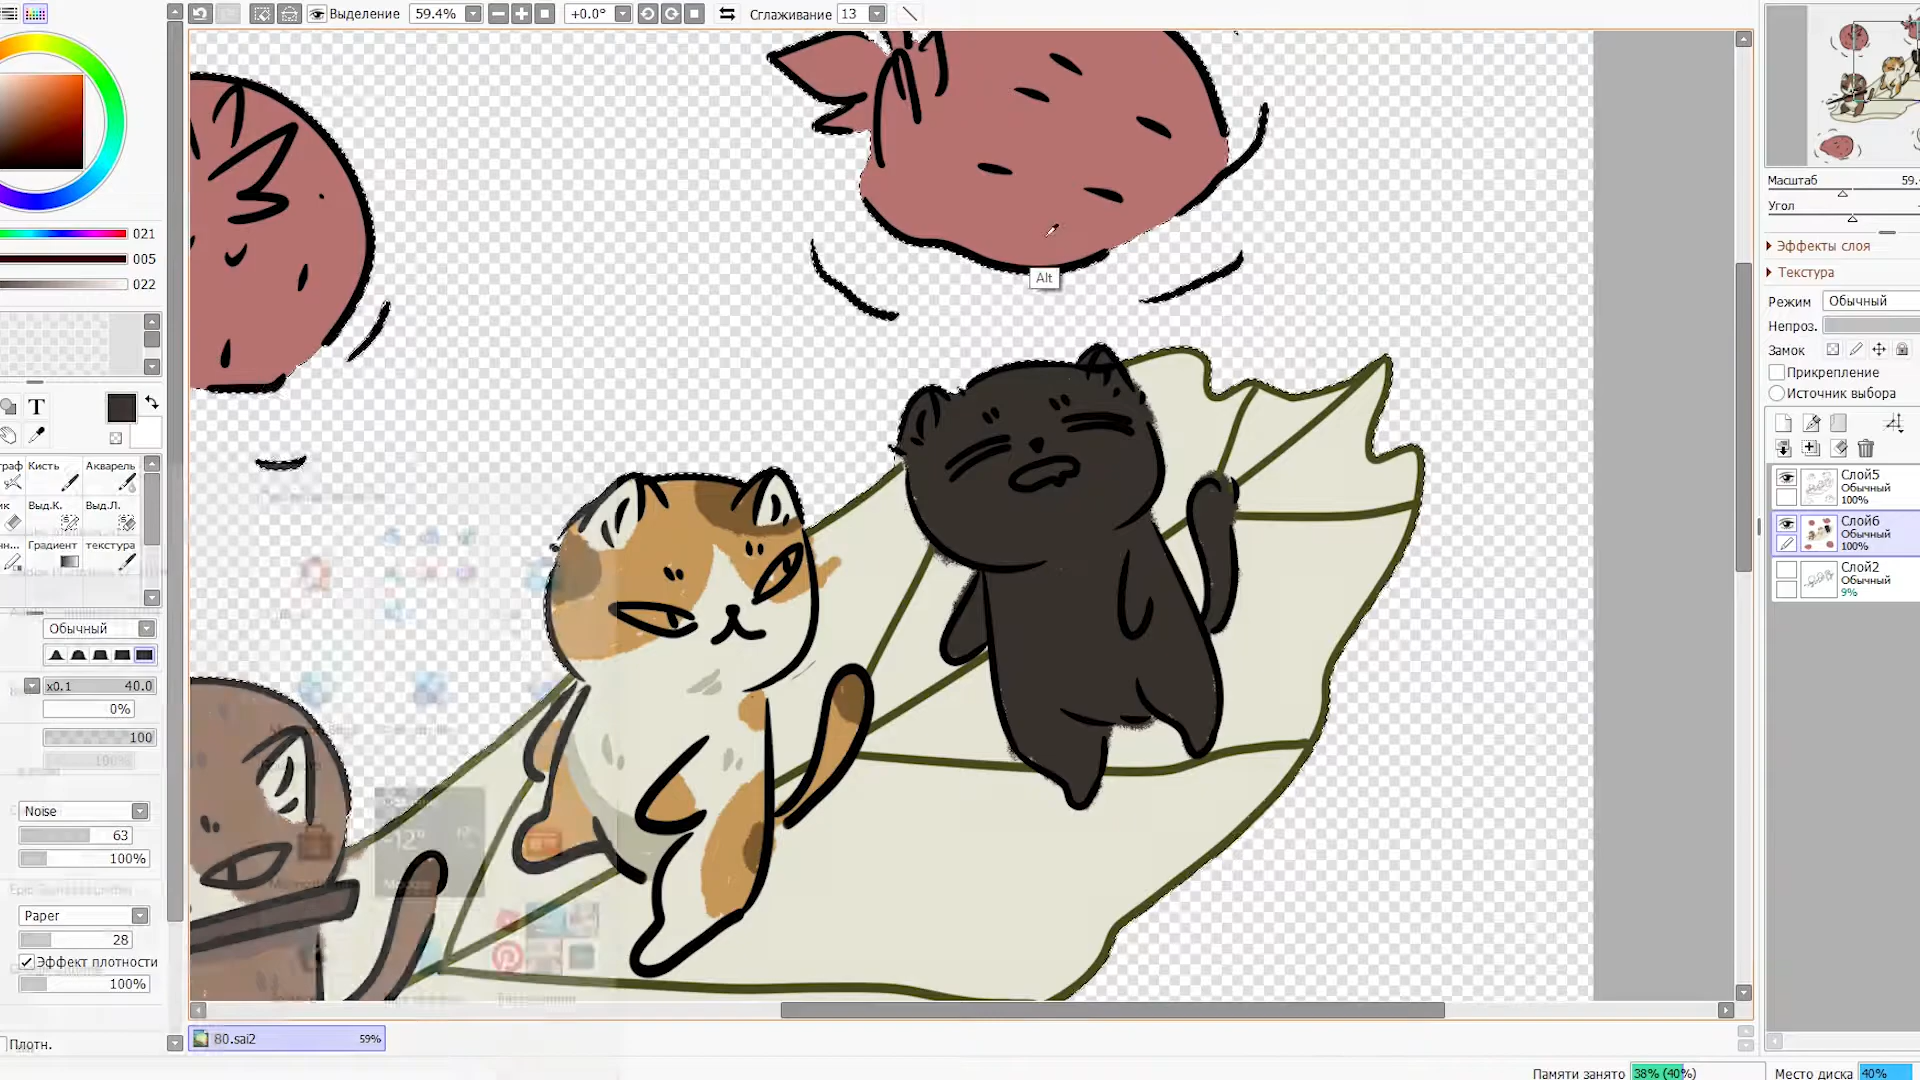 Выделение 59.4% +0.0° Сглаживание 13
021
005
022
T
Кисть Акварель
Выд.К. Выд.Л.
Градиент текстура
Обычный
x0.1 40.0
0%
100
Noise
63
100%
Paper
28
Эффект плотности
100%
Плотн.
Alt
80.sai2 59%
Масштаб 59.
Угол
Эффекты слоя
Текстура
Режим Обычный
Непроз.
Замок
Прикрепление
Источник выбора
Слой5
Обычный
100%
Слой6
Обычный
100%
Слой2
Обычный
9%
Памяти занято 38% (40%) Место диска 40%